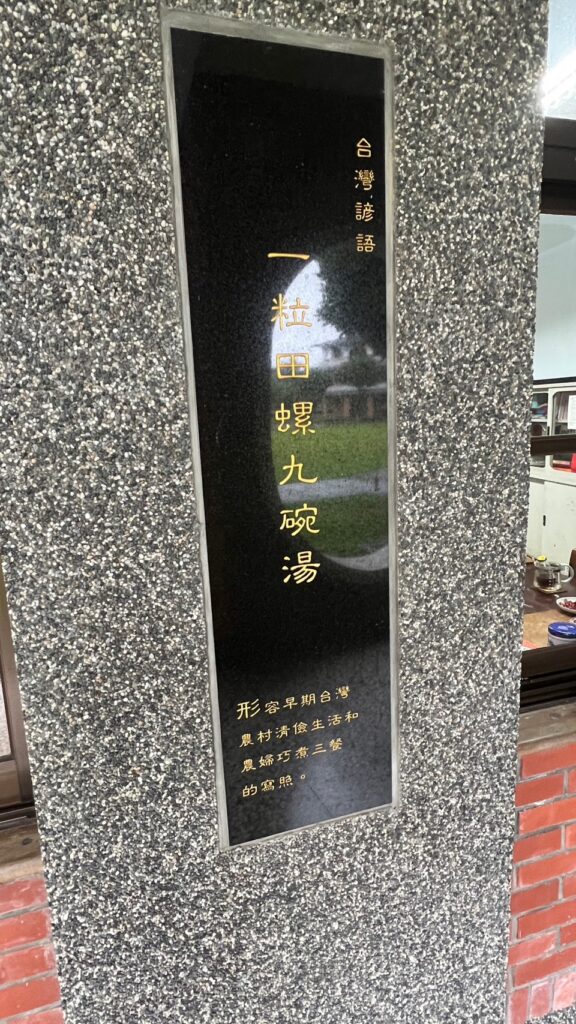 台灣諺語
一粒田螺九碗湯
形容早期台灣
農村清儉生活和
農婦巧煮三餐
的寫照。